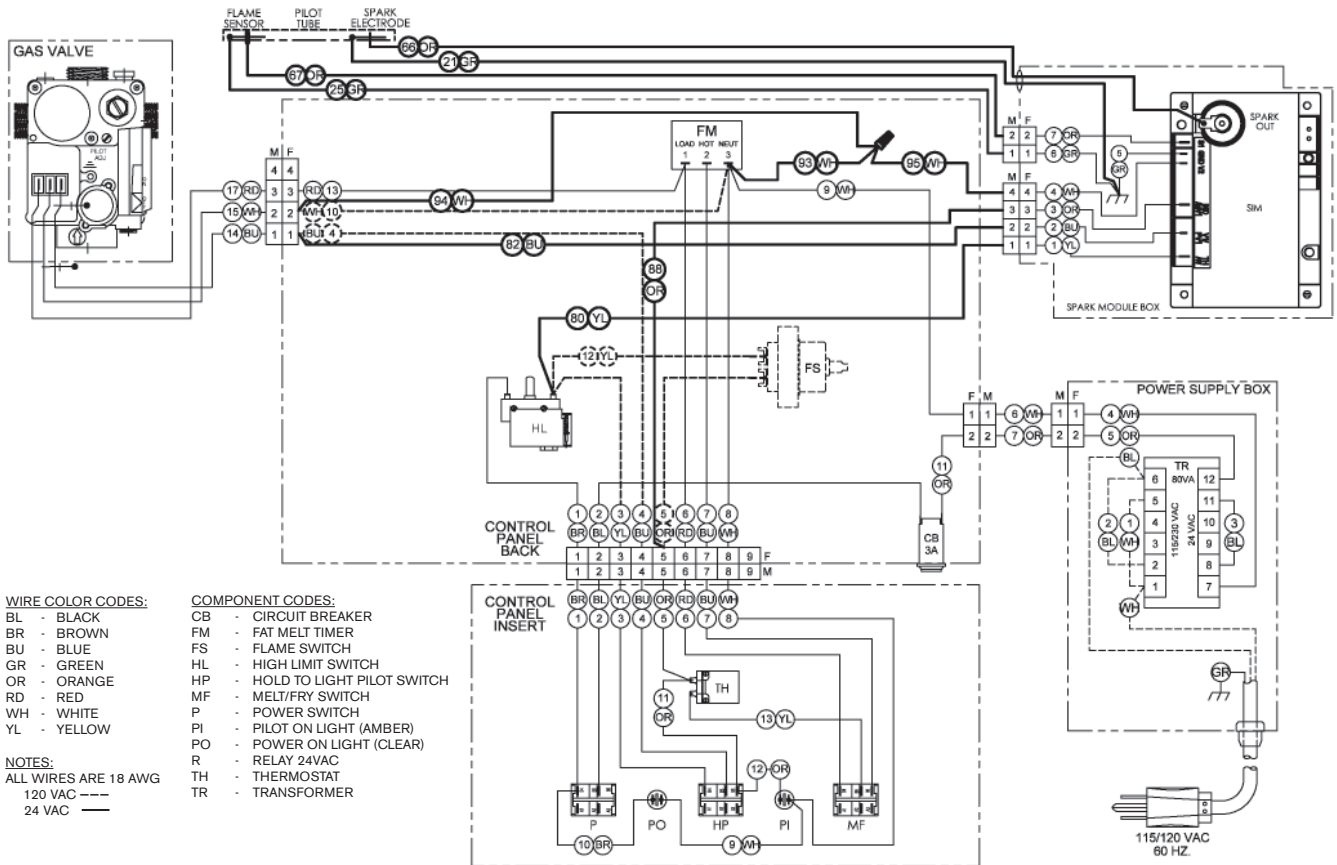 FLAME SENSOR
PILOT TUBE
SPARK ELECTRODE
GAS VALVE
PILOT ADJ
66 OR
21 GR
67 OR
25 GR
M F
4 4
3 3
2 2
1 1
17 RD
15 WH
14 BU
RD 13
WH 10
BU 4
94 WH
82 BU
FM
LOAD HOT NEUT
1 2 3
93 WH
95 WH
9 WH
88 OR
80 YL
12 YL
HL
FS
M F
2 2
1 1
7 OR
6 GR
5 GR
M F
4 4
3 3
2 2
1 1
4 WH
3 OR
2 BU
1 YL
SPARK OUT
SIM
SPARK MODULE BOX
F M
1 1
2 2
6 WH
7 OR
M F
1 1
2 2
4 WH
5 OR
POWER SUPPLY BOX
BL
TR
80VA
115/230 VAC
24 VAC
6 12
5 11
4 10
3 9
2 8
1 7
2 BL
1 WH
3 BL
WH
GR
115/120 VAC
60 HZ.
11 OR
CB
3A
CONTROL PANEL BACK
1 2 3 4 5 6 7 8
BR BL YL BU OR RD BU WH
1 2 3 4 5 6 7 8 9 F
1 2 3 4 5 6 7 8 9 M
CONTROL PANEL INSERT
BR BL YL BU OR RD BU WH
1 2 3 4 5 6 7 8
TH
11 OR
13 YL
12 OR
P
PO
HP
PI
MF
10 BR
9 WH
WIRE COLOR CODES:
BL - BLACK
BR - BROWN
BU - BLUE
GR - GREEN
OR - ORANGE
RD - RED
WH - WHITE
YL - YELLOW
NOTES:
ALL WIRES ARE 18 AWG
120 VAC ---
24 VAC —
COMPONENT CODES:
CB - CIRCUIT BREAKER
FM - FAT MELT TIMER
FS - FLAME SWITCH
HL - HIGH LIMIT SWITCH
HP - HOLD TO LIGHT PILOT SWITCH
MF - MELT/FRY SWITCH
P - POWER SWITCH
PI - PILOT ON LIGHT (AMBER)
PO - POWER ON LIGHT (CLEAR)
R - RELAY 24VAC
TH - THERMOSTAT
TR - TRANSFORMER